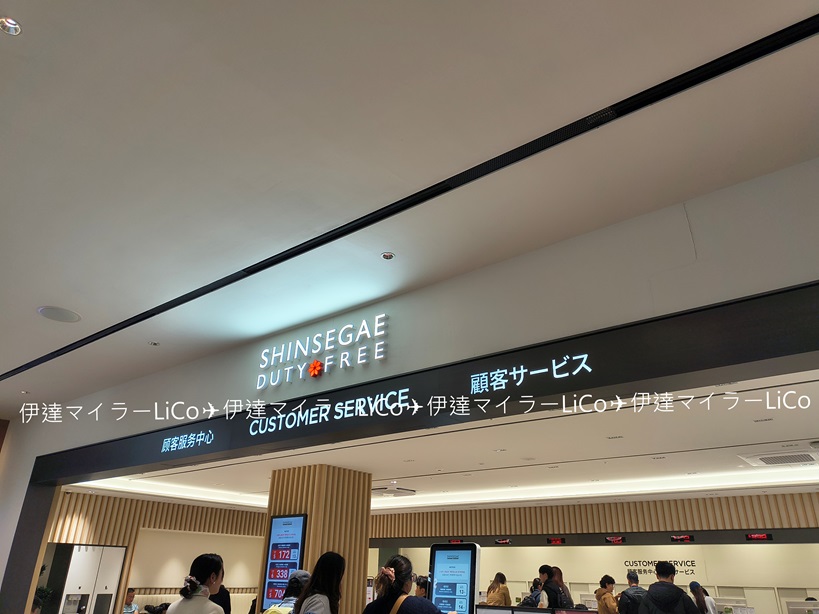 SHINSEGAE
DUTY FREE
顧客服务中心
CUSTOMER SERVICE
顧客サービス
伊達マイラーLiCo✈伊達マイラーLiCo✈伊達マイラーLiCo✈伊達マイラーLiCo
172
338
70
CUSTOMER SERVICE